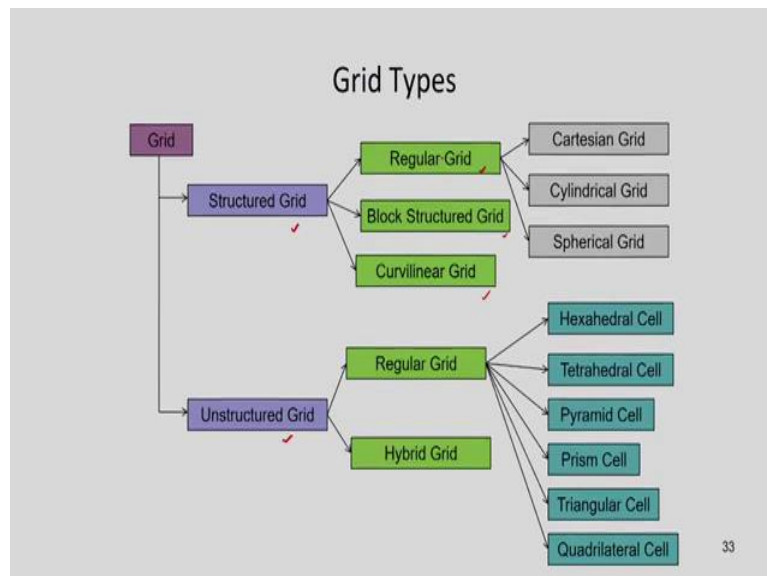 Grid Types
Grid
Structured Grid
Regular Grid
Block Structured Grid
Curvilinear Grid
Cartesian Grid
Cylindrical Grid
Spherical Grid
Unstructured Grid
Regular Grid
Hybrid Grid
Hexahedral Cell
Tetrahedral Cell
Pyramid Cell
Prism Cell
Triangular Cell
Quadrilateral Cell
33